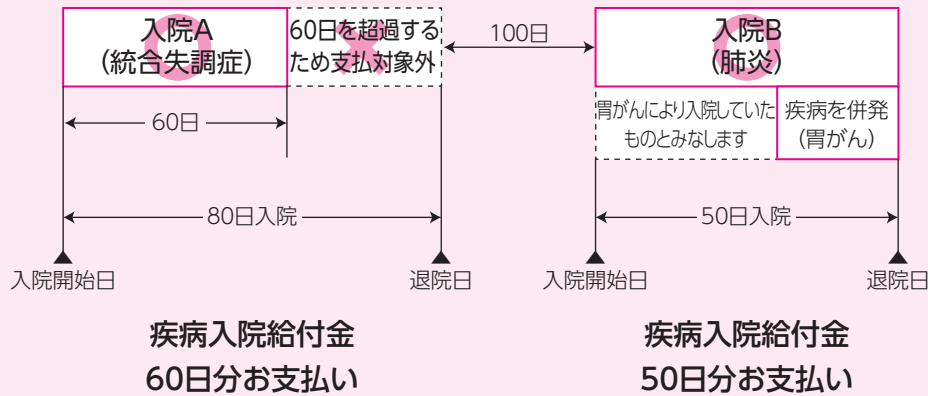 入院A
(統合失調症)
60日を超過する
ため支払対象外
100日
入院B
(肺炎)
60日
胃がんにより入院していた
ものとみなします
疾病を併発
(胃がん)
80日入院
50日入院
入院開始日
退院日
入院開始日
退院日
疾病入院給付金
60日分お支払い
疾病入院給付金
50日分お支払い